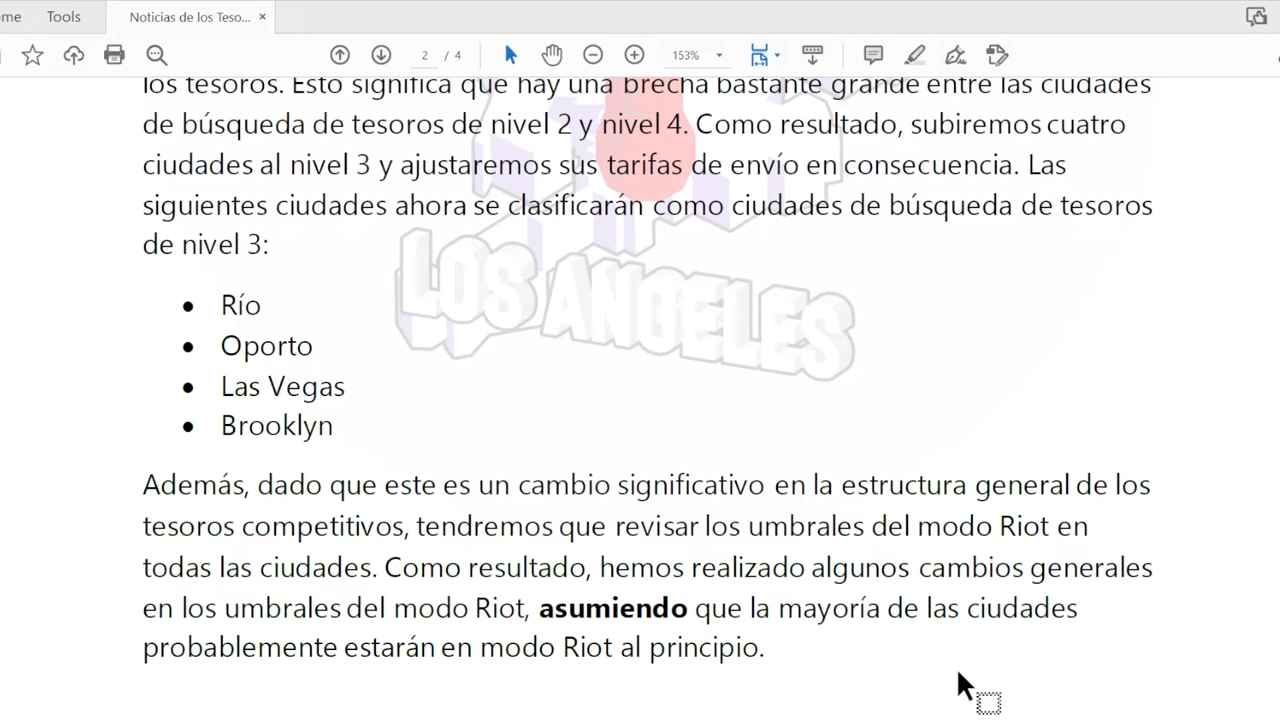 ome Tools Noticias de los Teso... ×
2 / 4 153%
los tesoros. Esto significa que hay una brecha bastante grande entre las ciudades
de búsqueda de tesoros de nivel 2 y nivel 4. Como resultado, subiremos cuatro
ciudades al nivel 3 y ajustaremos sus tarifas de envío en consecuencia. Las
siguientes ciudades ahora se clasificarán como ciudades de búsqueda de tesoros
de nivel 3:
LOS ANGELES
• Río
• Oporto
• Las Vegas
• Brooklyn
Además, dado que este es un cambio significativo en la estructura general de los
tesoros competitivos, tendremos que revisar los umbrales del modo Riot en
todas las ciudades. Como resultado, hemos realizado algunos cambios generales
en los umbrales del modo Riot, asumiendo que la mayoría de las ciudades
probablemente estarán en modo Riot al principio.